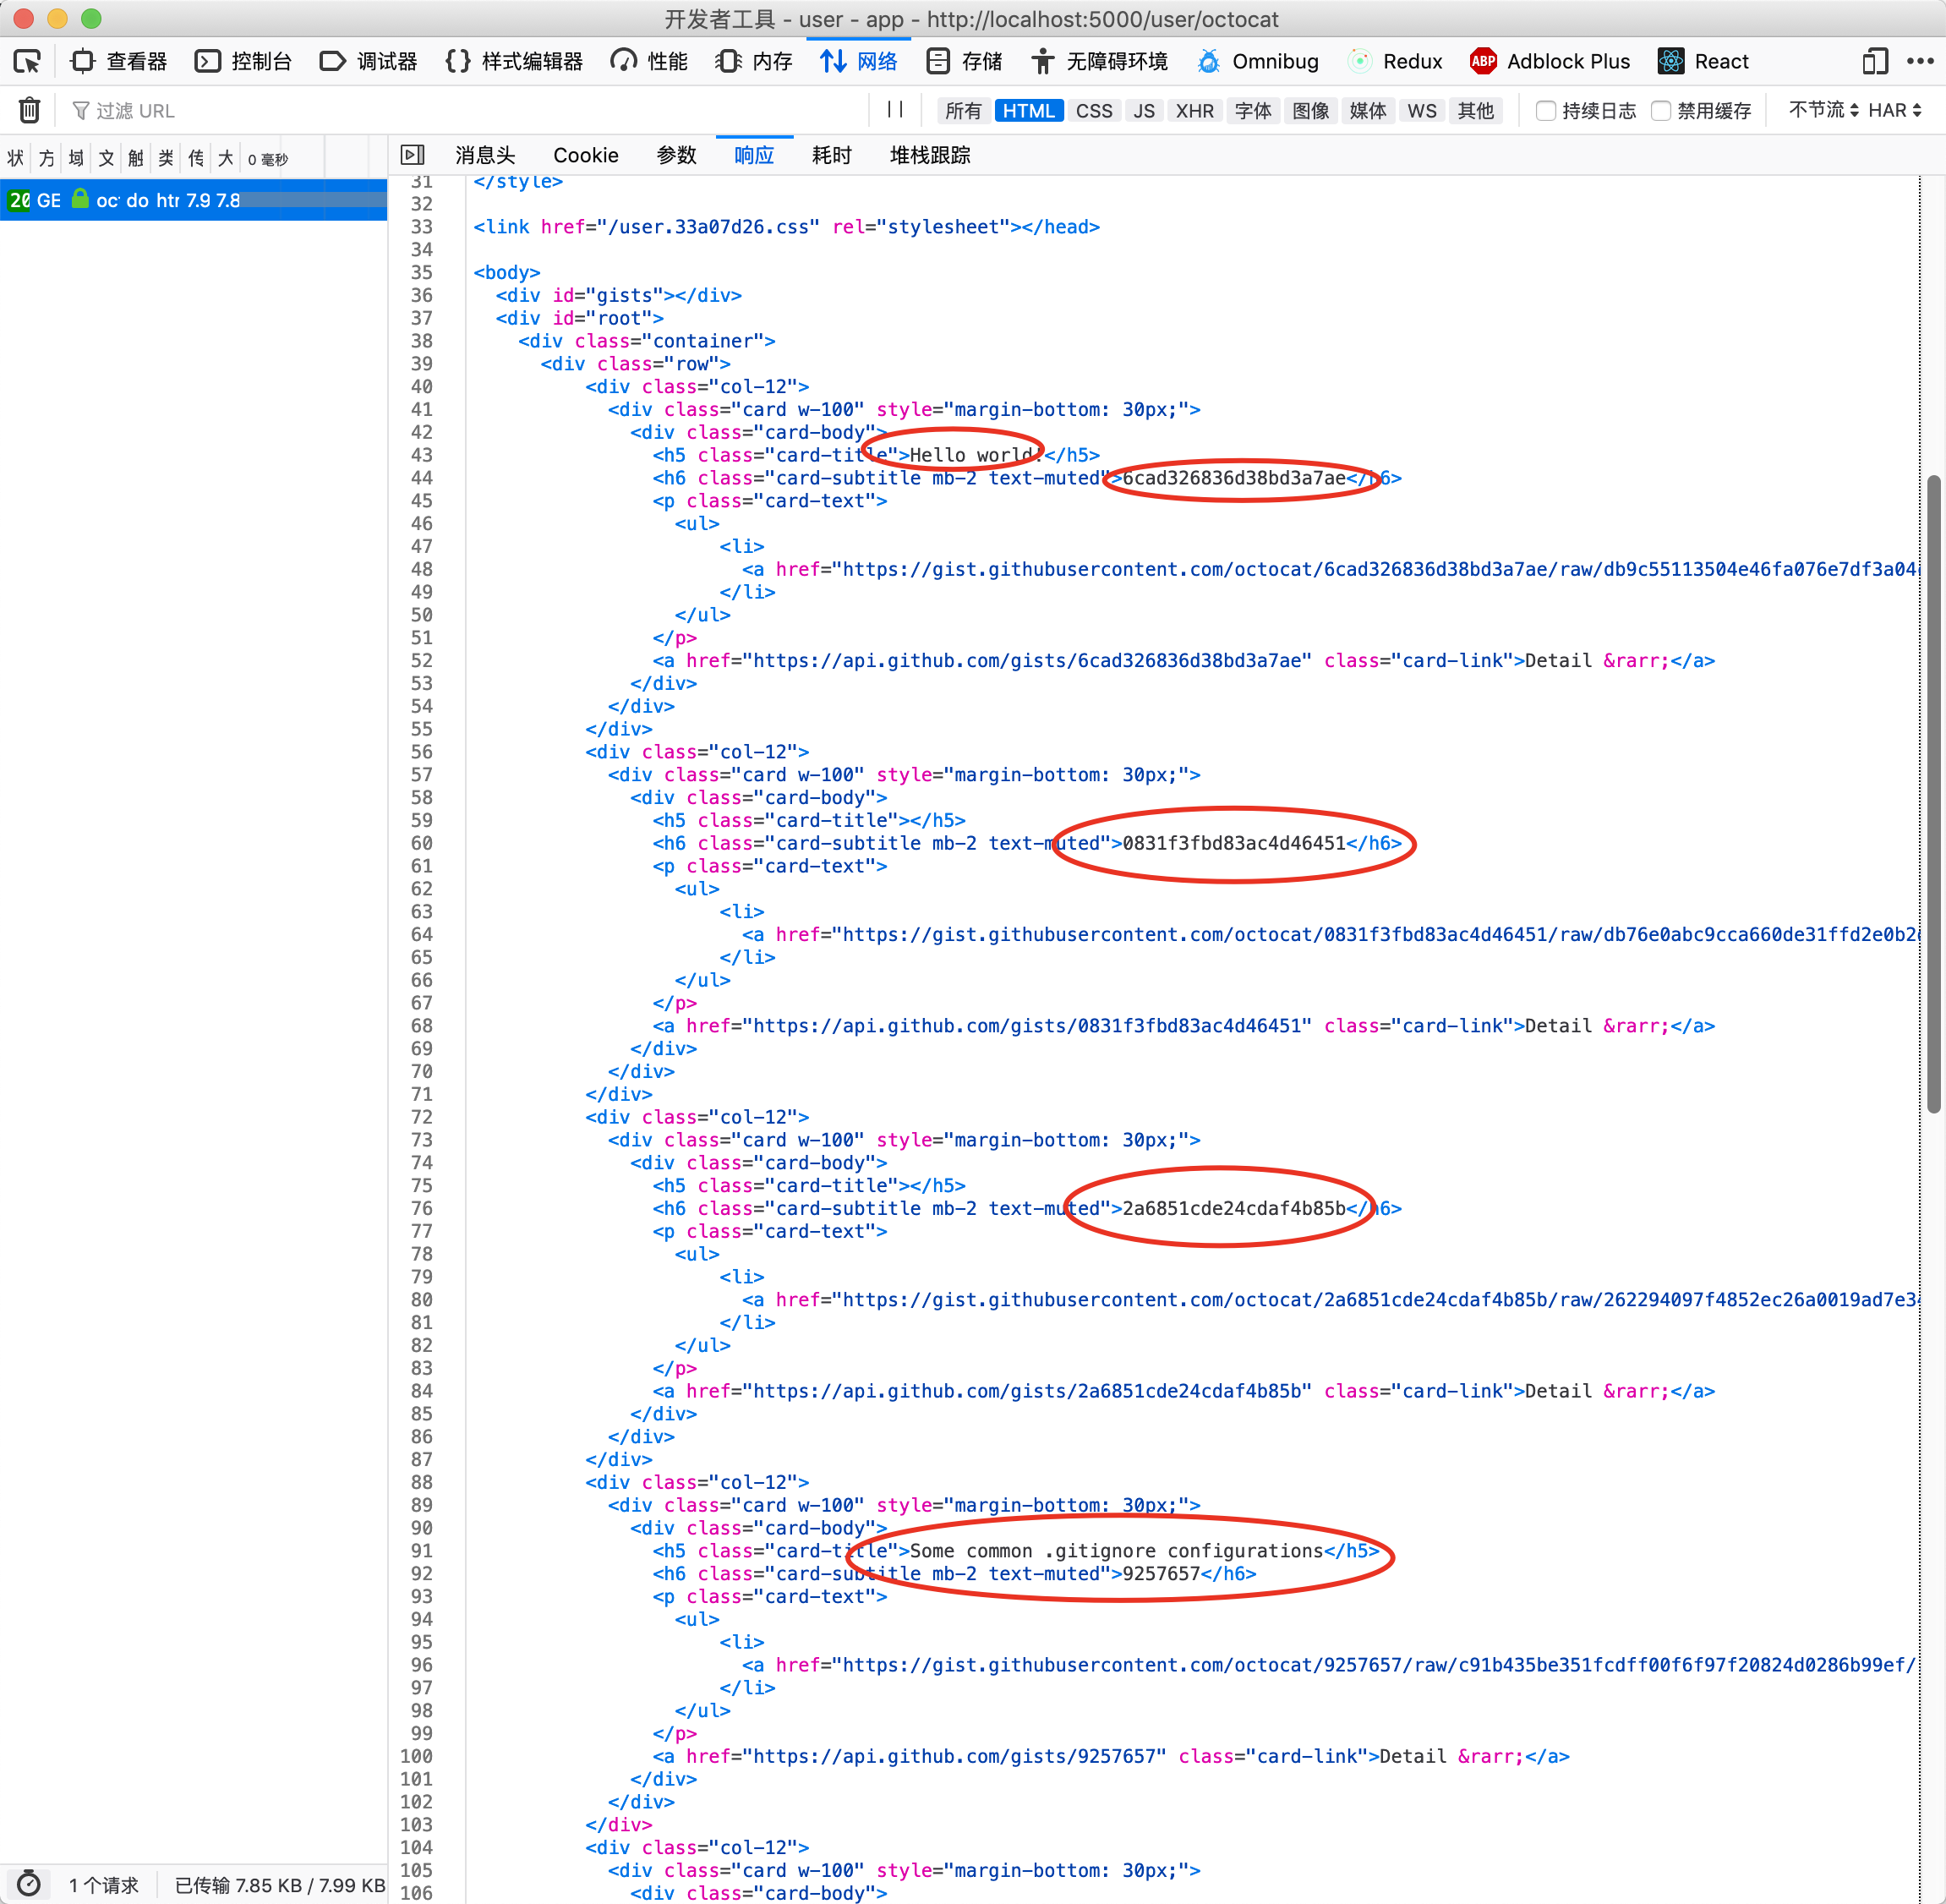 开发者工具 - user - app - http://localhost:5000/user/octocat
查看器 控制台 调试器 样式编辑器 性能 内存 网络 存储 无障碍环境 Omnibug Redux ABP Adblock Plus React
过滤 URL 所有 HTML CSS JS XHR 字体 图像 媒体 WS 其他 持续日志 禁用缓存 不节流 HAR
状 方 域 文 触 类 传 大 0 毫秒 消息头 Cookie 参数 响应 耗时 堆栈跟踪
20 GE oc do htr 7.9 7.8
31 </style>
32
33 <link href="/user.33a07d26.css" rel="stylesheet"></head>
34
35 <body>
36 <div id="gists"></div>
37 <div id="root">
38 <div class="container">
39 <div class="row">
40 <div class="col-12">
41 <div class="card w-100" style="margin-bottom: 30px;">
42 <div class="card-body">
43 <h5 class="card-title">Hello world!</h5>
44 <h6 class="card-subtitle mb-2 text-muted">6cad326836d38bd3a7ae</h6>
45 <p class="card-text">
46 <ul>
47 <li>
48 <a href="https://gist.githubusercontent.com/octocat/6cad326836d38bd3a7ae/raw/db9c55113504e46fa076e7df3a04
49 </li>
50 </ul>
51 </p>
52 <a href="https://api.github.com/gists/6cad326836d38bd3a7ae" class="card-link">Detail &rarr;</a>
53 </div>
54 </div>
55 </div>
56 <div class="col-12">
57 <div class="card w-100" style="margin-bottom: 30px;">
58 <div class="card-body">
59 <h5 class="card-title"></h5>
60 <h6 class="card-subtitle mb-2 text-muted">0831f3fbd83ac4d46451</h6>
61 <p class="card-text">
62 <ul>
63 <li>
64 <a href="https://gist.githubusercontent.com/octocat/0831f3fbd83ac4d46451/raw/db76e0abc9cca660de31ffd2e0b2
65 </li>
66 </ul>
67 </p>
68 <a href="https://api.github.com/gists/0831f3fbd83ac4d46451" class="card-link">Detail &rarr;</a>
69 </div>
70 </div>
71 </div>
72 <div class="col-12">
73 <div class="card w-100" style="margin-bottom: 30px;">
74 <div class="card-body">
75 <h5 class="card-title"></h5>
76 <h6 class="card-subtitle mb-2 text-muted">2a6851cde24cdaf4b85b</h6>
77 <p class="card-text">
78 <ul>
79 <li>
80 <a href="https://gist.githubusercontent.com/octocat/2a6851cde24cdaf4b85b/raw/262294097f4852ec26a0019ad7e3
81 </li>
82 </ul>
83 </p>
84 <a href="https://api.github.com/gists/2a6851cde24cdaf4b85b" class="card-link">Detail &rarr;</a>
85 </div>
86 </div>
87 </div>
88 <div class="col-12">
89 <div class="card w-100" style="margin-bottom: 30px;">
90 <div class="card-body">
91 <h5 class="card-title">Some common .gitignore configurations</h5>
92 <h6 class="card-subtitle mb-2 text-muted">9257657</h6>
93 <p class="card-text">
94 <ul>
95 <li>
96 <a href="https://gist.githubusercontent.com/octocat/9257657/raw/c91b435be351fcdff00f6f97f20824d0286b99ef/
97 </li>
98 </ul>
99 </p>
100 <a href="https://api.github.com/gists/9257657" class="card-link">Detail &rarr;</a>
101 </div>
102 </div>
103 </div>
104 <div class="col-12">
105 <div class="card w-100" style="margin-bottom: 30px;">
106 <div class="card-body">
1 个请求 已传输 7.85 KB / 7.99 KB